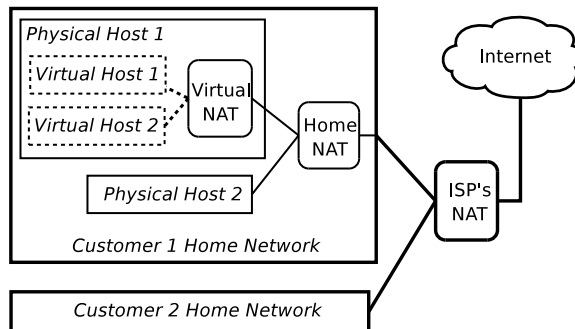 Physical Host 1
Virtual Host 1
Virtual Host 2
Virtual
NAT
Home
NAT
Physical Host 2
Customer 1 Home Network
Internet
ISP's
NAT
Customer 2 Home Network